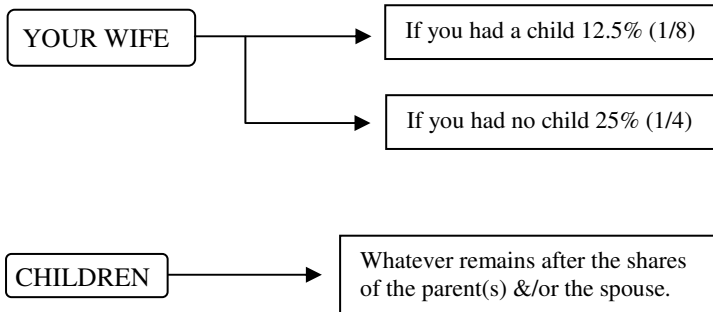 YOUR WIFE
If you had a child 12.5% (1/8)
If you had no child 25% (1/4)
CHILDREN
Whatever remains after the shares
of the parent(s) &/or the spouse.